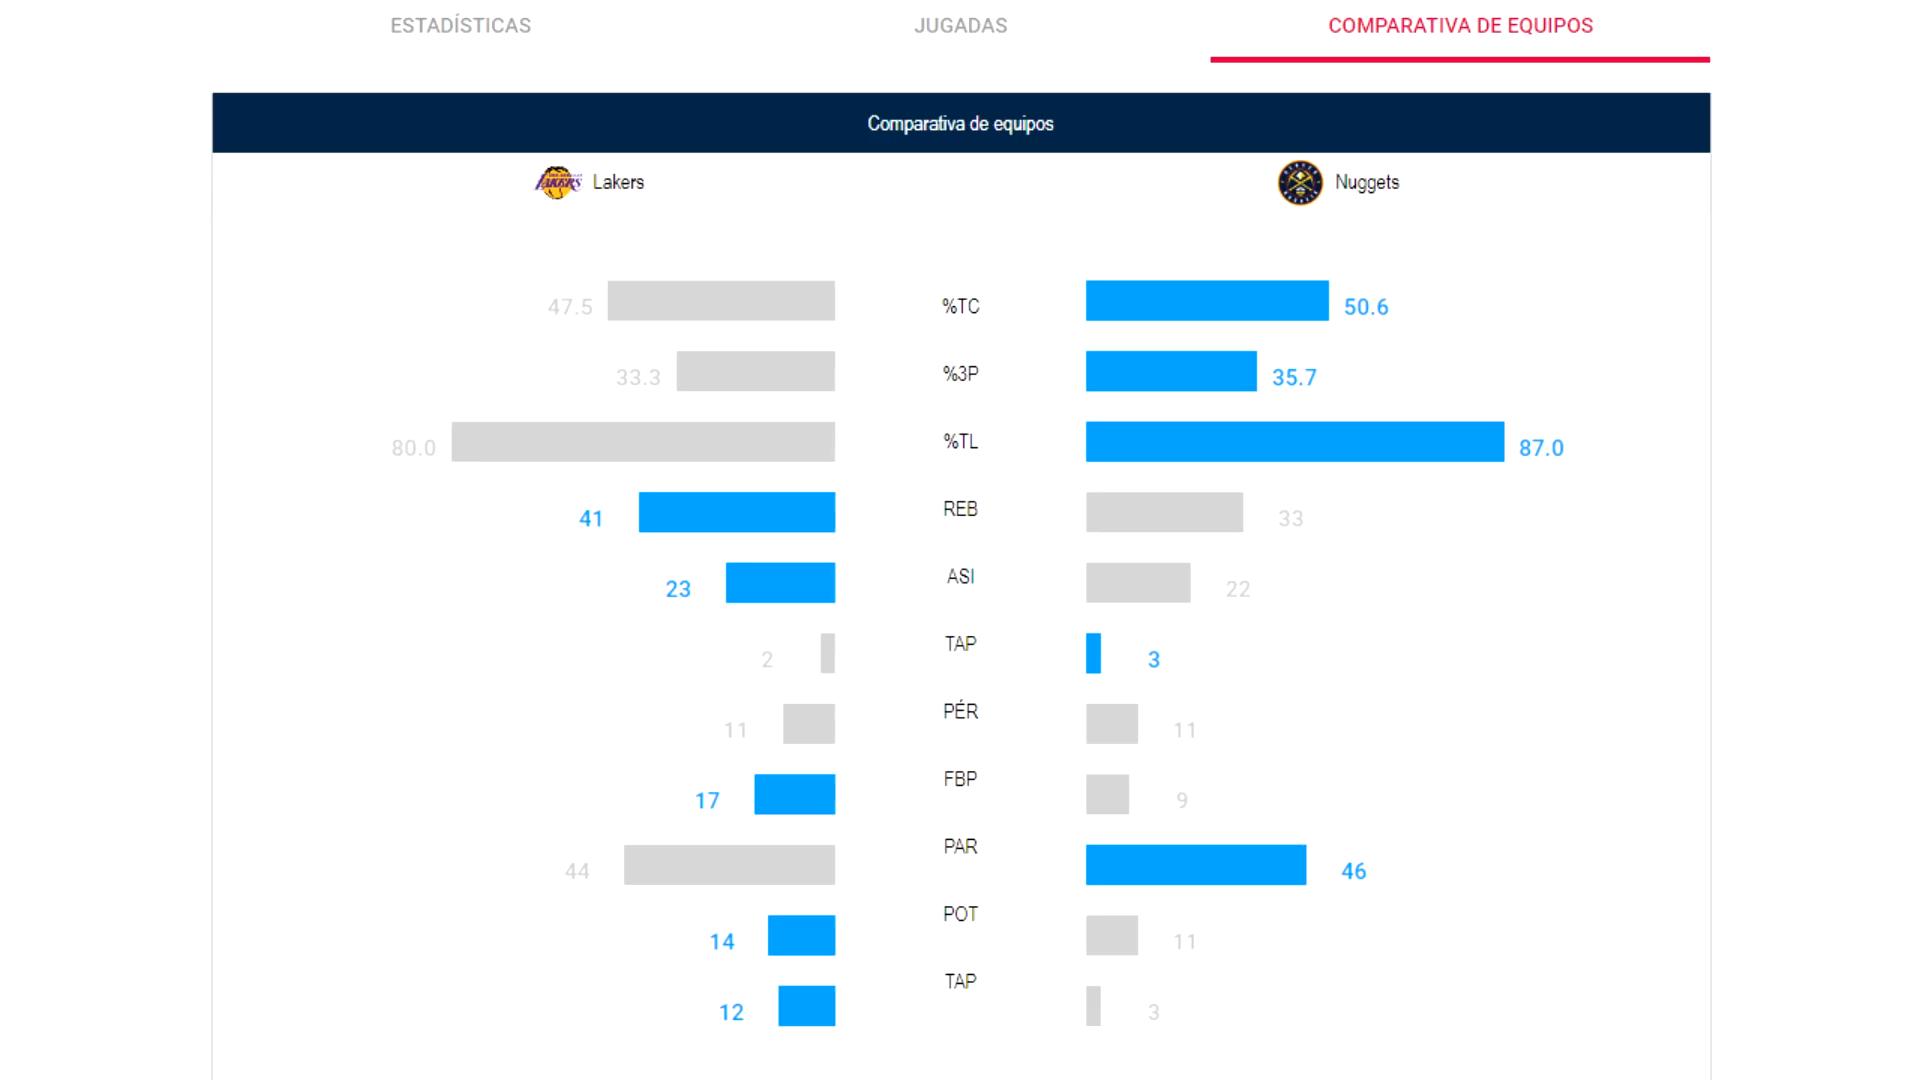 ESTADÍSTICAS JUGADAS COMPARATIVA DE EQUIPOS
Comparativa de equipos
LAKERS Lakers Nuggets
47.5 %TC 50.6
33.3 %3P 35.7
80.0 %TL 87.0
41 REB 33
23 ASI 22
2 TAP 3
11 PÉR 11
17 FBP 9
44 PAR 46
14 POT 11
12 TAP 3